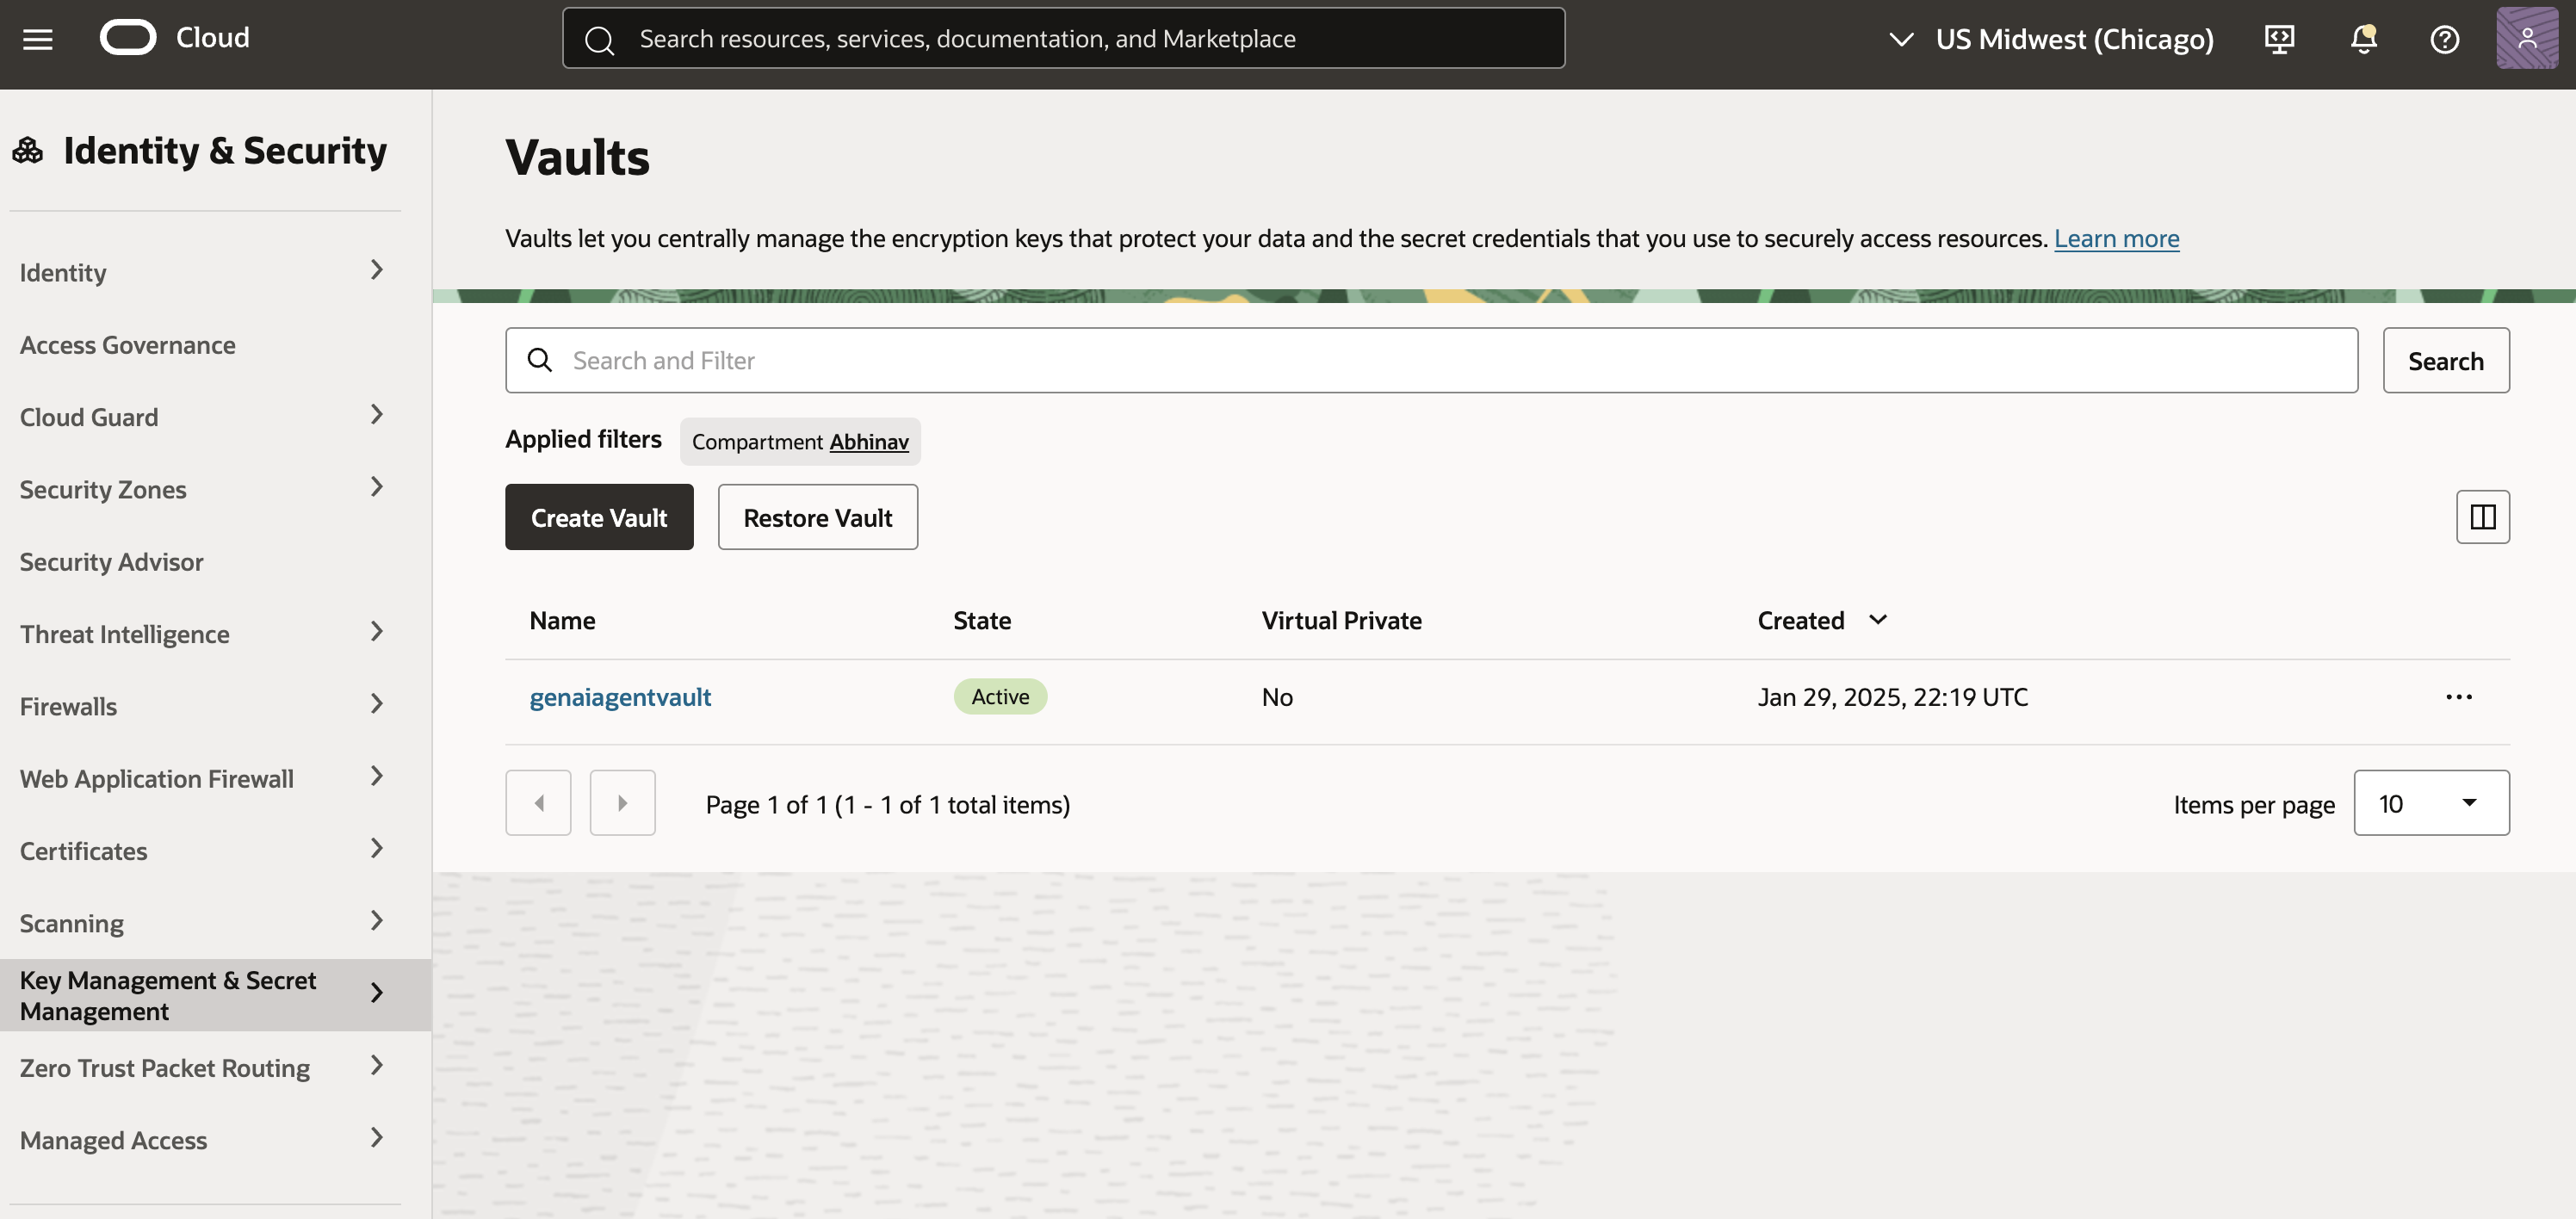 Cloud
Search resources, services, documentation, and Marketplace
US Midwest (Chicago)
Identity & Security
Identity
Access Governance
Cloud Guard
Security Zones
Security Advisor
Threat Intelligence
Firewalls
Web Application Firewall
Certificates
Scanning
Key Management & Secret
Management
Zero Trust Packet Routing
Managed Access
Vaults
Vaults let you centrally manage the encryption keys that protect your data and the secret credentials that you use to securely access resources. Learn more
Search and Filter
Search
Applied filters Compartment Abhinav
Create Vault Restore Vault
Name State Virtual Private Created
genaiagentvault Active No Jan 29, 2025, 22:19 UTC
Page 1 of 1 (1 - 1 of 1 total items) Items per page 10